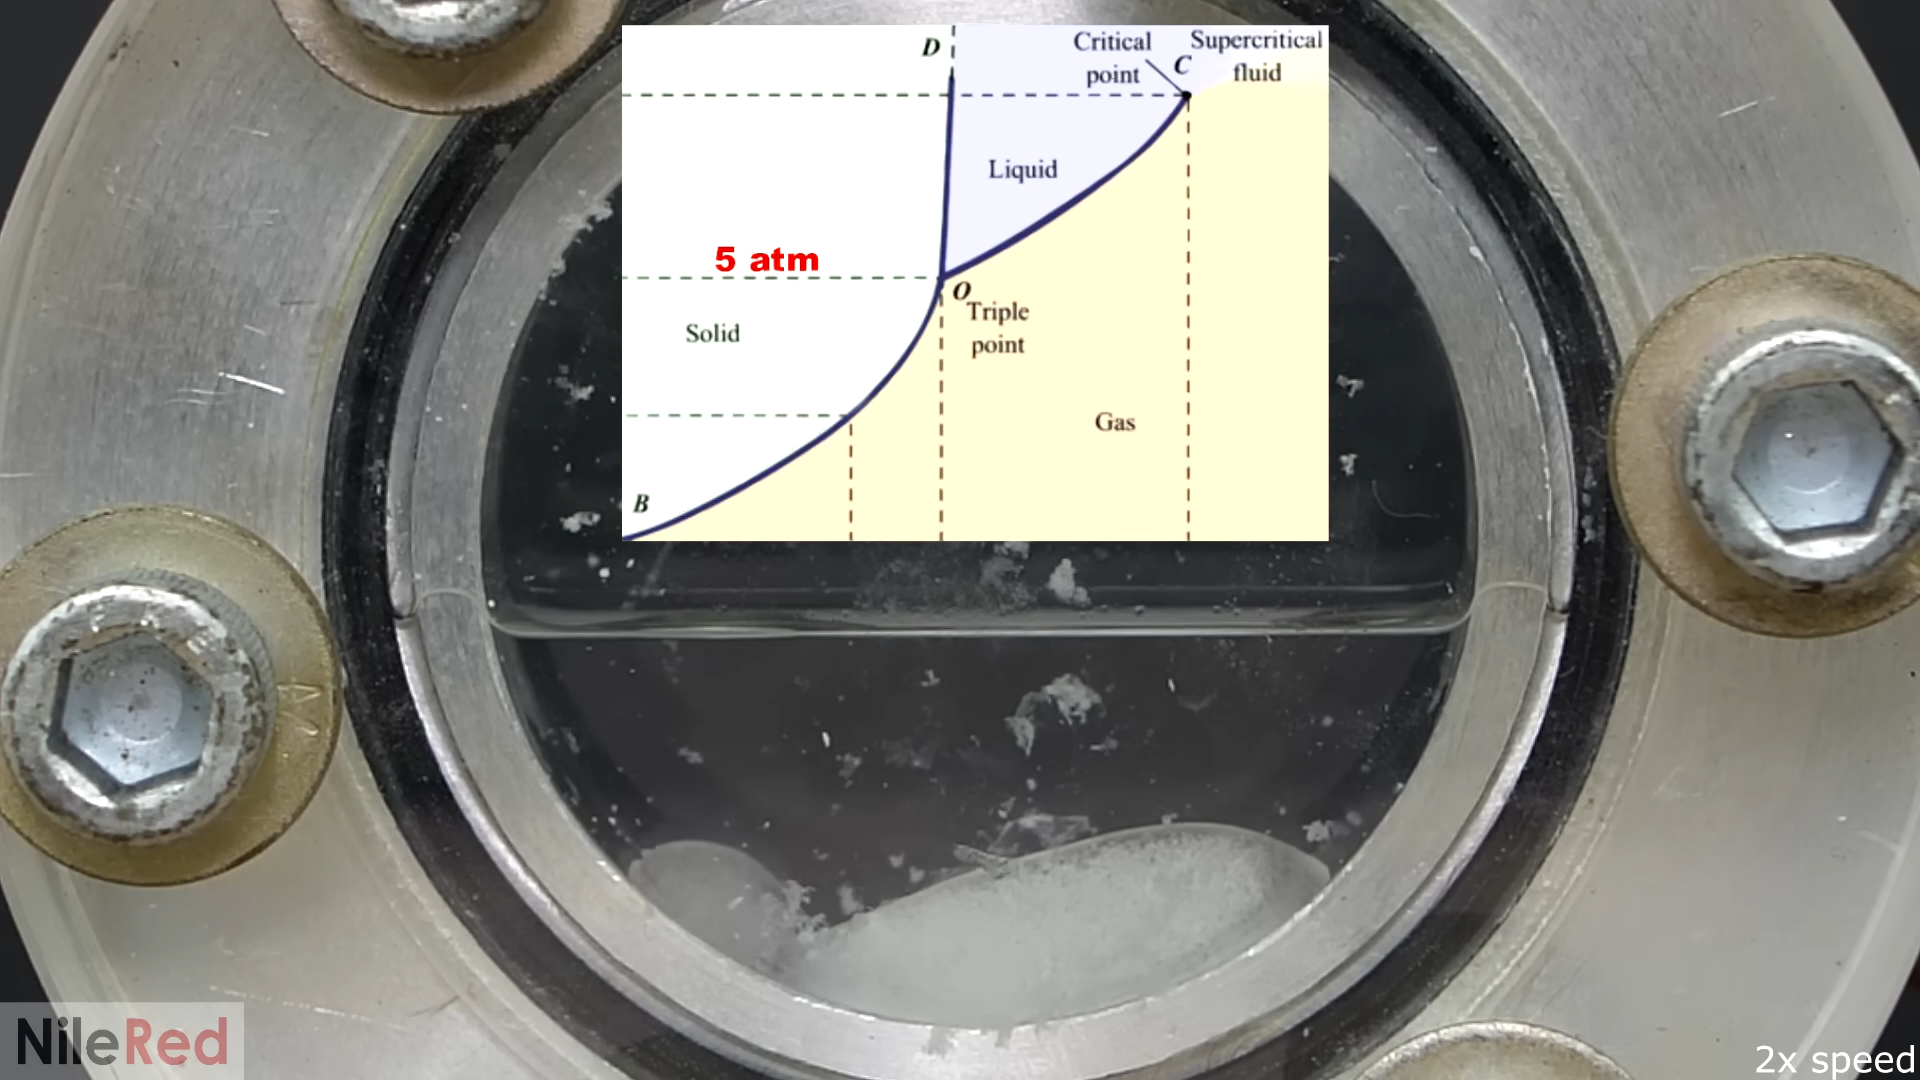 D
Critical
point
C
Supercritical
fluid
Liquid
5 atm
O
Triple
point
Solid
Gas
B
NileRed
2x speed